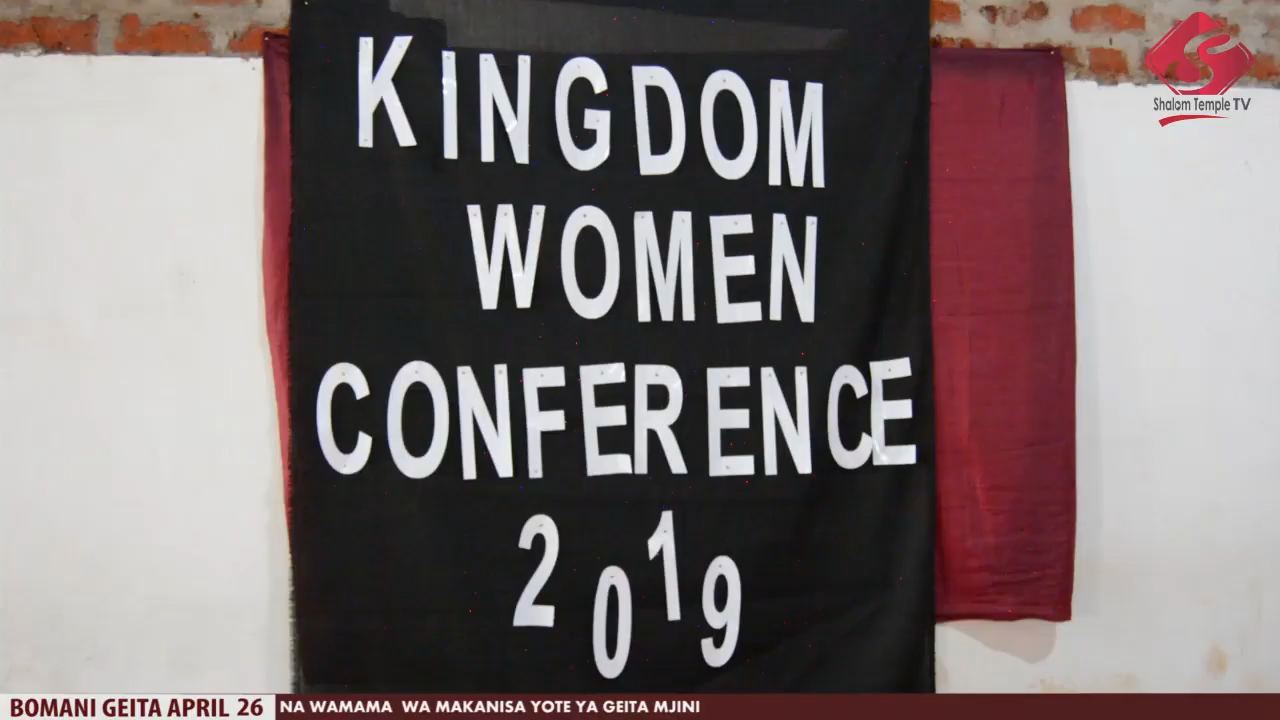 KINGDOM
WOMEN
CONFERENCE
2019
Shalom Temple TV
BOMANI GEITA APRIL 26
NA WAMAMA WA MAKANISA YOTE YA GEITA MJINI